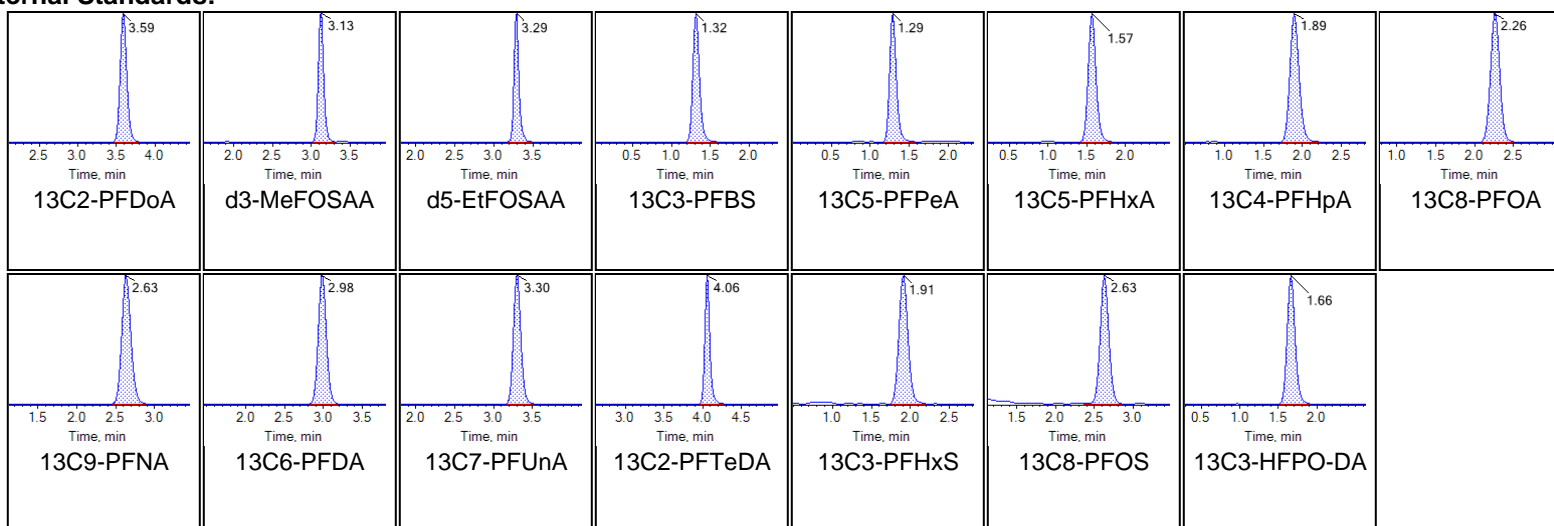 ternal Standards:
3.59 3.13 3.29 1.32 1.29 1.57 1.89 2.26
2.5 3.0 3.5 4.0 2.0 2.5 3.0 3.5 2.0 2.5 3.0 3.5 0.5 1.0 1.5 2.0 0.5 1.0 1.5 2.0 0.5 1.0 1.5 2.0 1.0 1.5 2.0 2.5 1.0 1.5 2.0 2.5
Time, min Time, min Time, min Time, min Time, min Time, min Time, min Time, min
13C2-PFDoA d3-MeFOSAA d5-EtFOSAA 13C3-PFBS 13C5-PFPeA 13C5-PFHxA 13C4-PFHpA 13C8-PFOA
2.63 2.98 3.30 4.06 1.91 2.63 1.66
1.5 2.0 2.5 3.0 2.0 2.5 3.0 3.5 2.0 2.5 3.0 3.5 3.0 3.5 4.0 4.5 1.0 1.5 2.0 2.5 1.5 2.0 2.5 3.0 0.5 1.0 1.5 2.0
Time, min Time, min Time, min Time, min Time, min Time, min Time, min
13C9-PFNA 13C6-PFDA 13C7-PFUnA 13C2-PFTeDA 13C3-PFHxS 13C8-PFOS 13C3-HFPO-DA